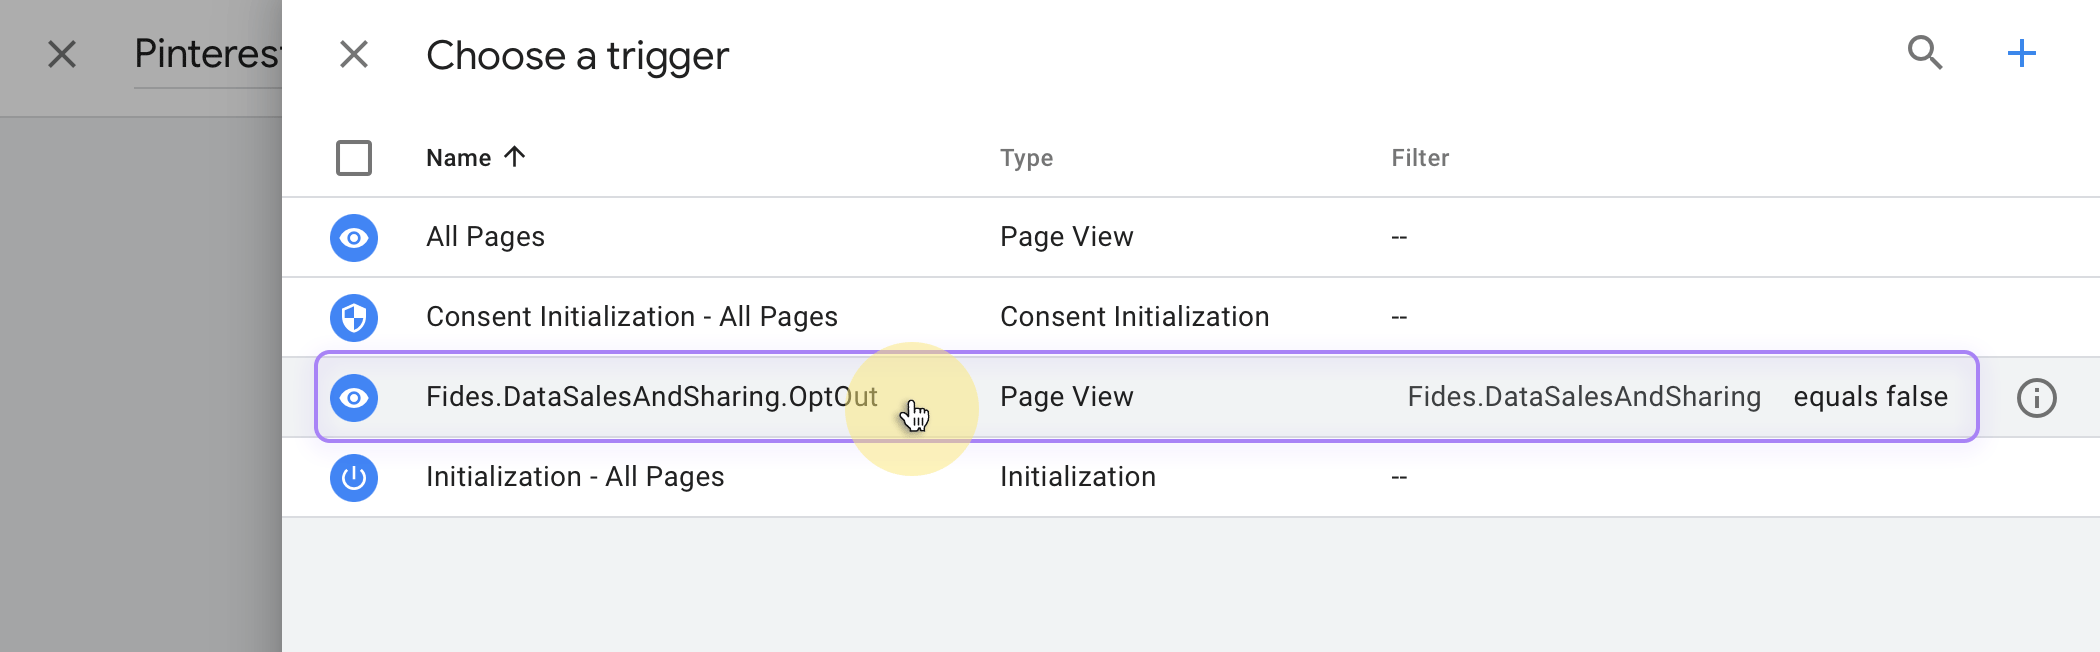 Pinterest
Choose a trigger
Name Type Filter
All Pages Page View --
Consent Initialization - All Pages Consent Initialization --
Fides.DataSalesAndSharing.OptOut Page View Fides.DataSalesAndSharing equals false
Initialization - All Pages Initialization --